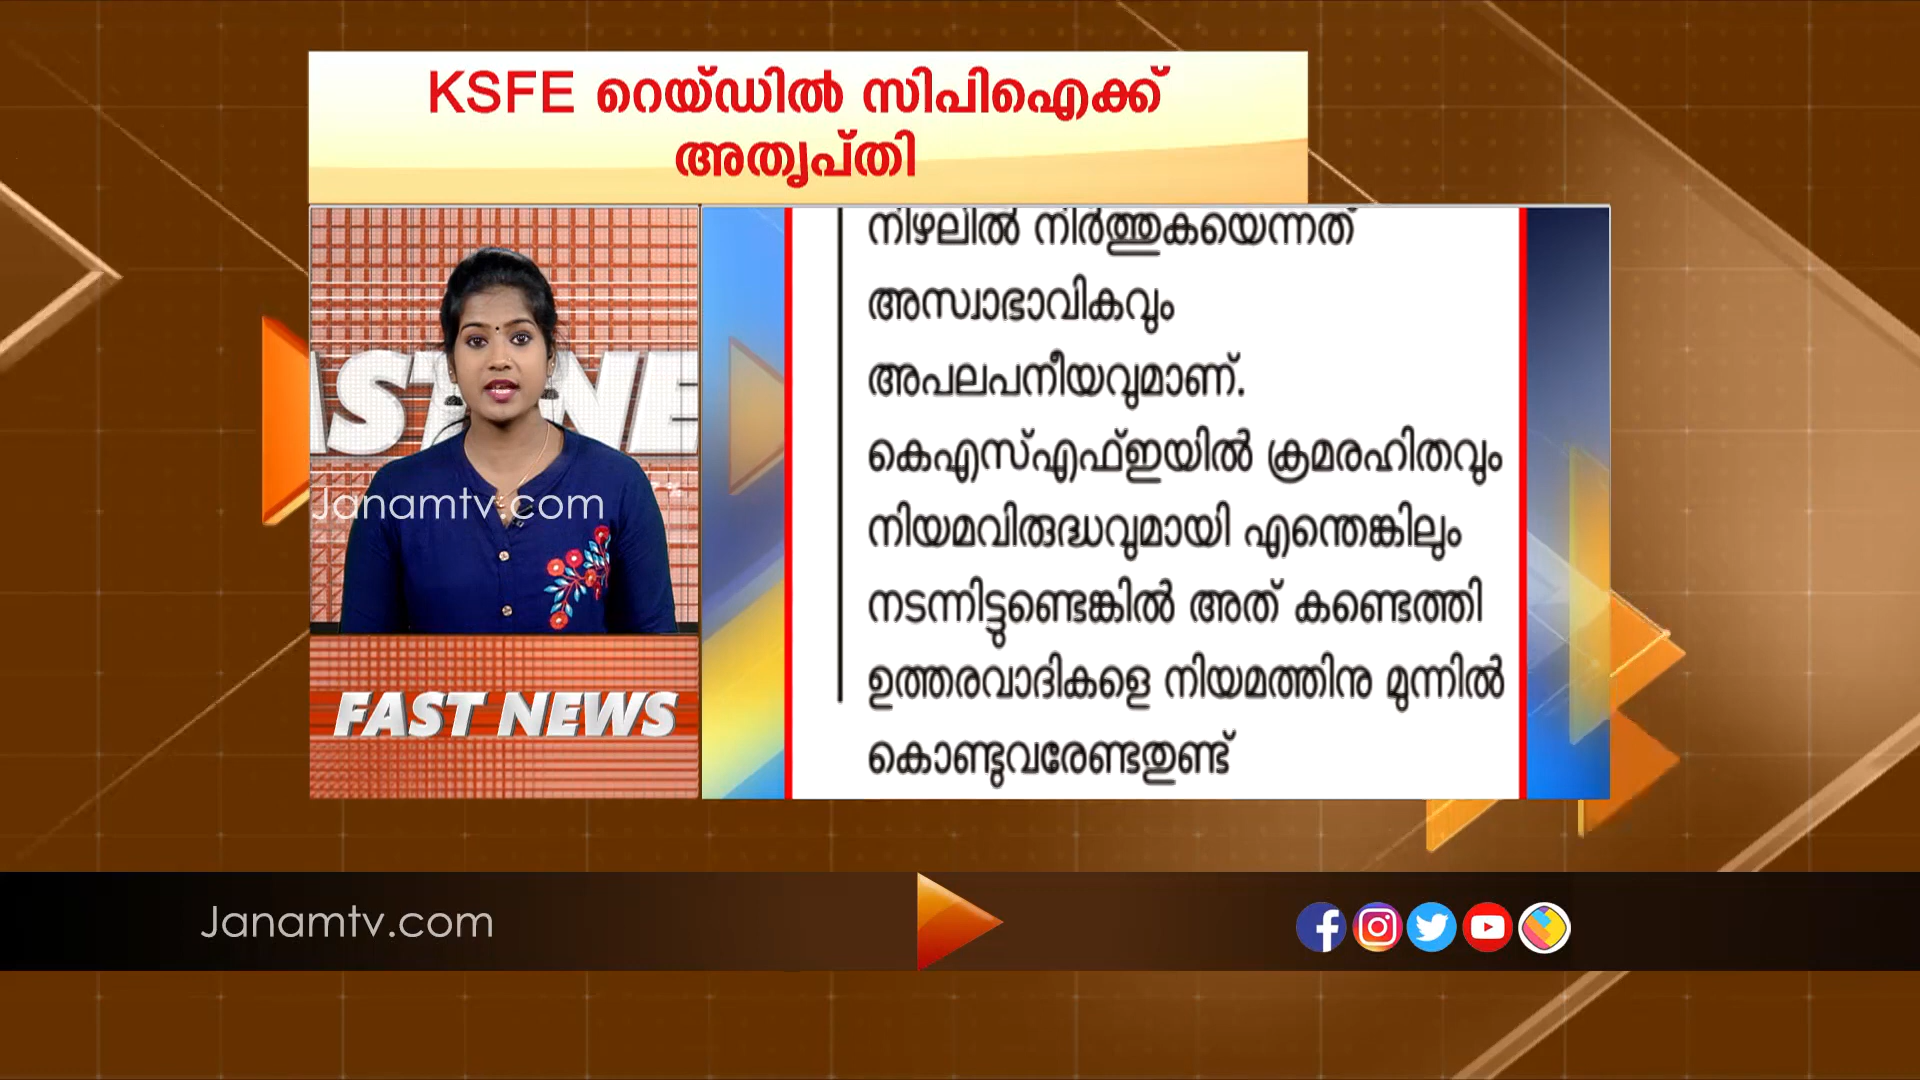 KSFE റെയ്ഡിൽ സിപിഐക്ക്
അതൃപ്തി
നിഴലിൽ നിർത്തുകയെന്നത്
അസ്വാഭാവികവും
അപലപനീയവുമാണ്.
കെഎസ്എഫ്ഇയിൽ ക്രമരഹിതവും
നിയമവിരുദ്ധവുമായി എന്തെങ്കിലും
നടന്നിട്ടുണ്ടെങ്കിൽ അത് കണ്ടെത്തി
ഉത്തരവാദികളെ നിയമത്തിനു മുന്നിൽ
കൊണ്ടുവരേണ്ടതുണ്ട്
Janamtv.com
FAST NEWS
Janamtv.com